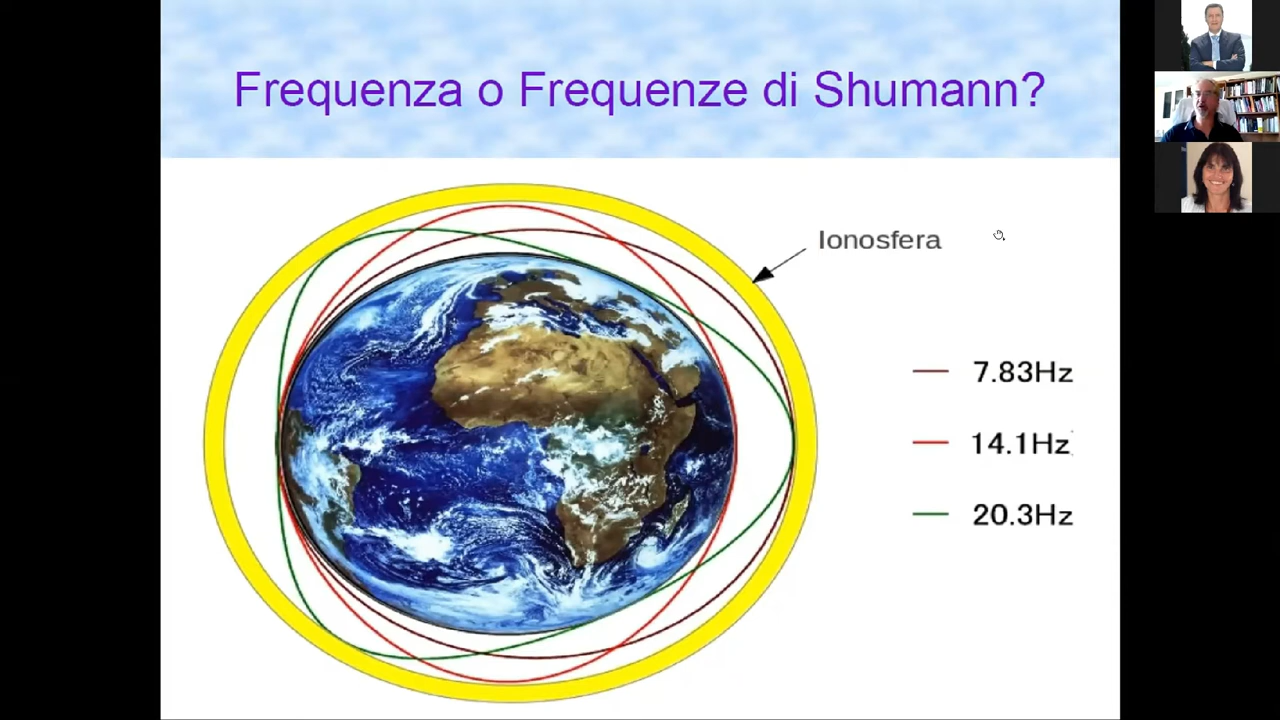 Frequenza o Frequenze di Shumann?
Ionosfera
7.83Hz
14.1Hz
20.3Hz